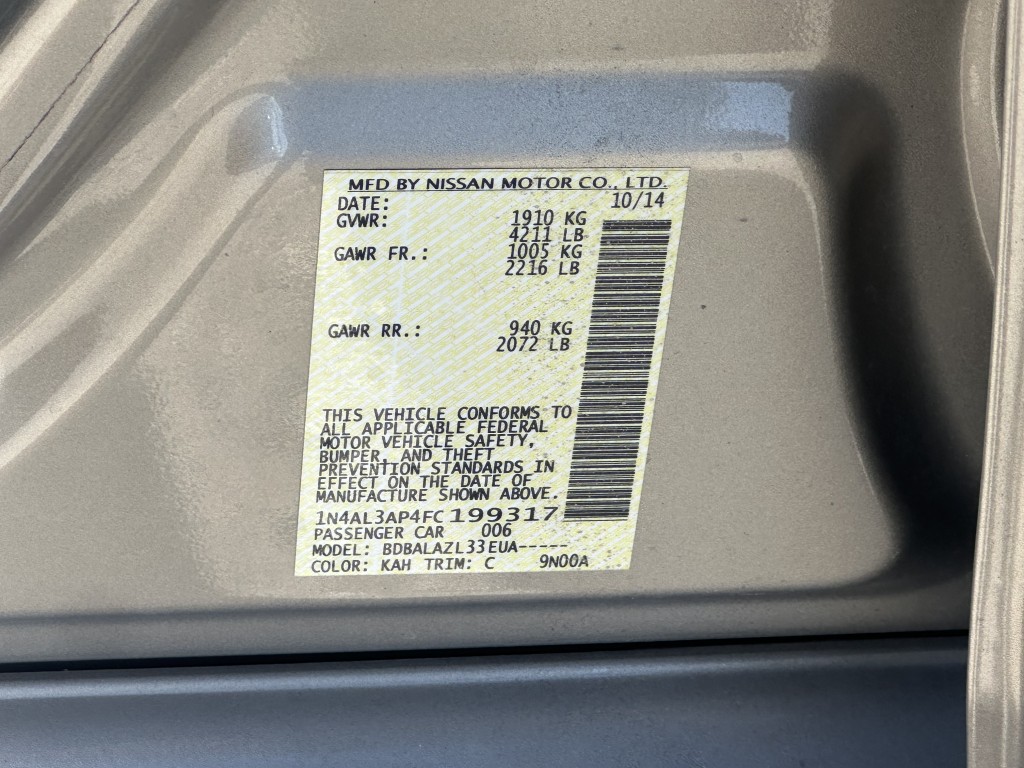 MFD BY NISSAN MOTOR CO., LTD.
DATE: 10/14
GVWR: 1910 KG
4211 LB
GAWR FR.: 1005 KG
2216 LB
GAWR RR.: 940 KG
2072 LB
THIS VEHICLE CONFORMS TO
ALL APPLICABLE FEDERAL
MOTOR VEHICLE SAFETY,
BUMPER, AND THEFT
PREVENTION STANDARDS IN
EFFECT ON THE DATE OF
MANUFACTURE SHOWN ABOVE.
1N4AL3AP4FC199317
PASSENGER CAR 006
MODEL: BDBALAZL33EUA-----
COLOR: KAH TRIM: C 9N00A